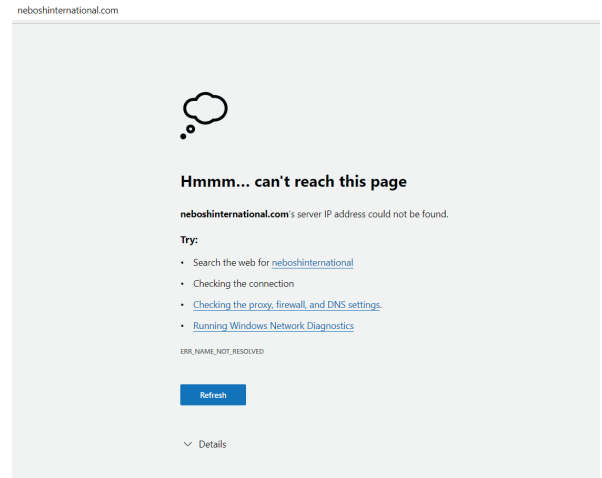 neboshinternational.com
Hmmm... can't reach this page
neboshinternational.com's server IP address could not be found.
Try:
• Search the web for neboshinternational
• Checking the connection
• Checking the proxy, firewall, and DNS settings.
• Running Windows Network Diagnostics
ERR_NAME_NOT_RESOLVED
Refresh
Details